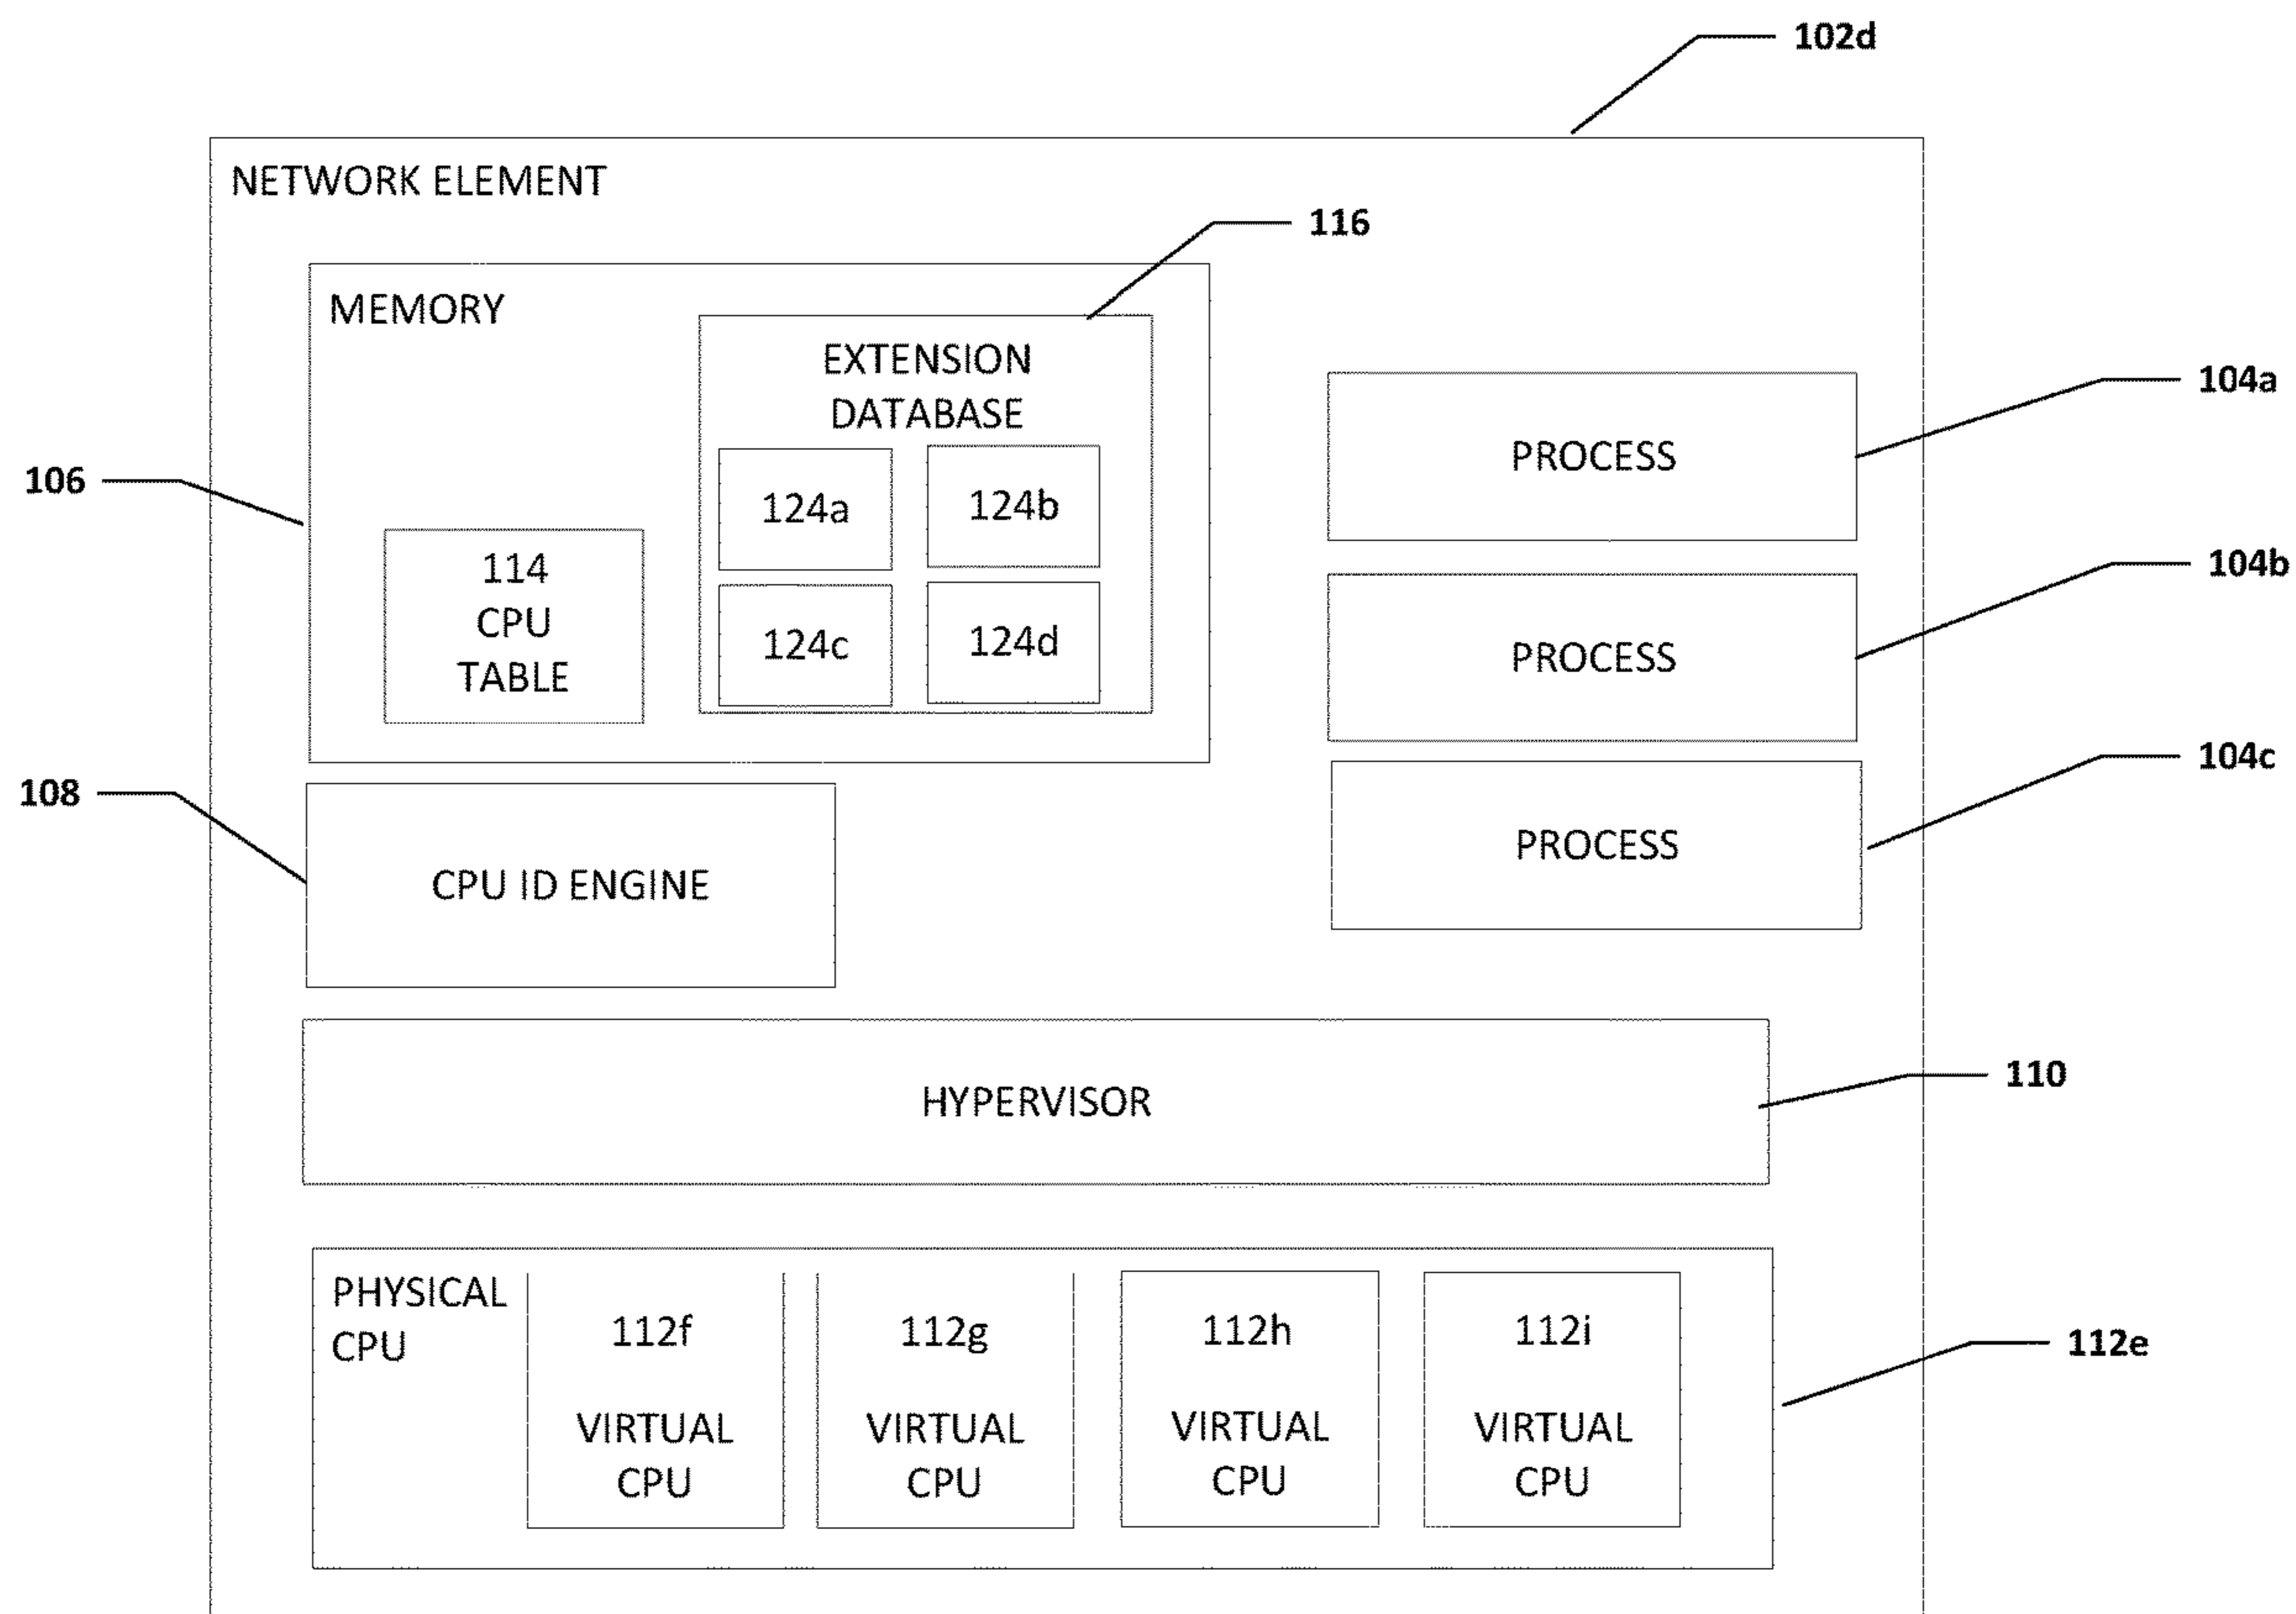 102d
NETWORK ELEMENT
116
MEMORY
EXTENSION
DATABASE
104a
PROCESS
106
124a
124b
114
CPU
TABLE
104b
124c
124d
PROCESS
104c
108
PROCESS
CPU ID ENGINE
110
HYPERVISOR
PHYSICAL
CPU
112f
VIRTUAL
CPU
112g
VIRTUAL
CPU
112h
VIRTUAL
CPU
112i
VIRTUAL
CPU
112e